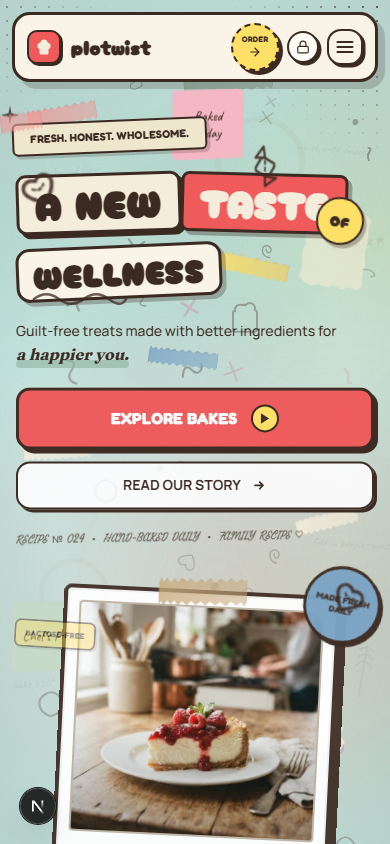 plotwist
ORDER
Baked
FRESH. HONEST. WHOLESOME.
A NEW TASTE
OF
WELLNESS
Guilt-free treats made with better ingredients for
a happier you.
EXPLORE BAKES
READ OUR STORY
RECIPE № 024 • HAND-BAKED DAILY • FAMILY RECIPE ♡
MADE FRESH
DAILY
LACTOSE-FREE
N